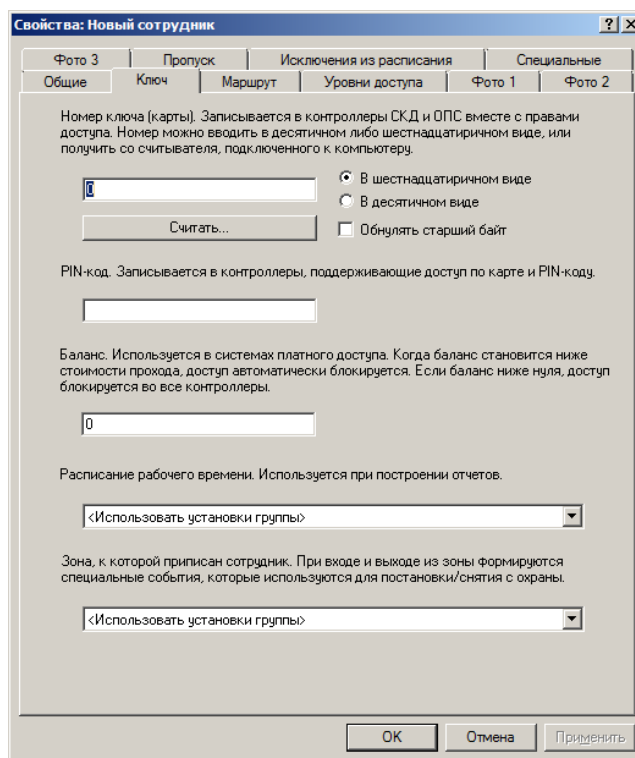 Свойства: Новый сотрудник
Фото 3 Пропуск Исключения из расписания Специальные
Общие Ключ Маршрут Уровни доступа Фото 1 Фото 2
Номер ключа (карты). Записывается в контроллеры СКД и ОПС вместе с правами
доступа. Номер можно вводить в десятичном либо шестнадцатиричном виде, или
получить со считывателя, подключенного к компьютеру.
0
В шестнадцатиричном виде
В десятичном виде
Считать...
Обнулять старший байт
PIN-код. Записывается в контроллеры, поддерживающие доступ по карте и PIN-коду.
Баланс. Используется в системах платного доступа. Когда баланс становится ниже
стоимости прохода, доступ автоматически блокируется. Если баланс ниже нуля, доступ
блокируется во все контроллеры.
0
Расписание рабочего времени. Используется при построении отчетов.
<Использовать установки группы>
Зона, к которой приписан сотрудник. При входе и выходе из зоны формируются
специальные события, которые используются для постановки/снятия с охраны.
<Использовать установки группы>
OK Отмена Применить